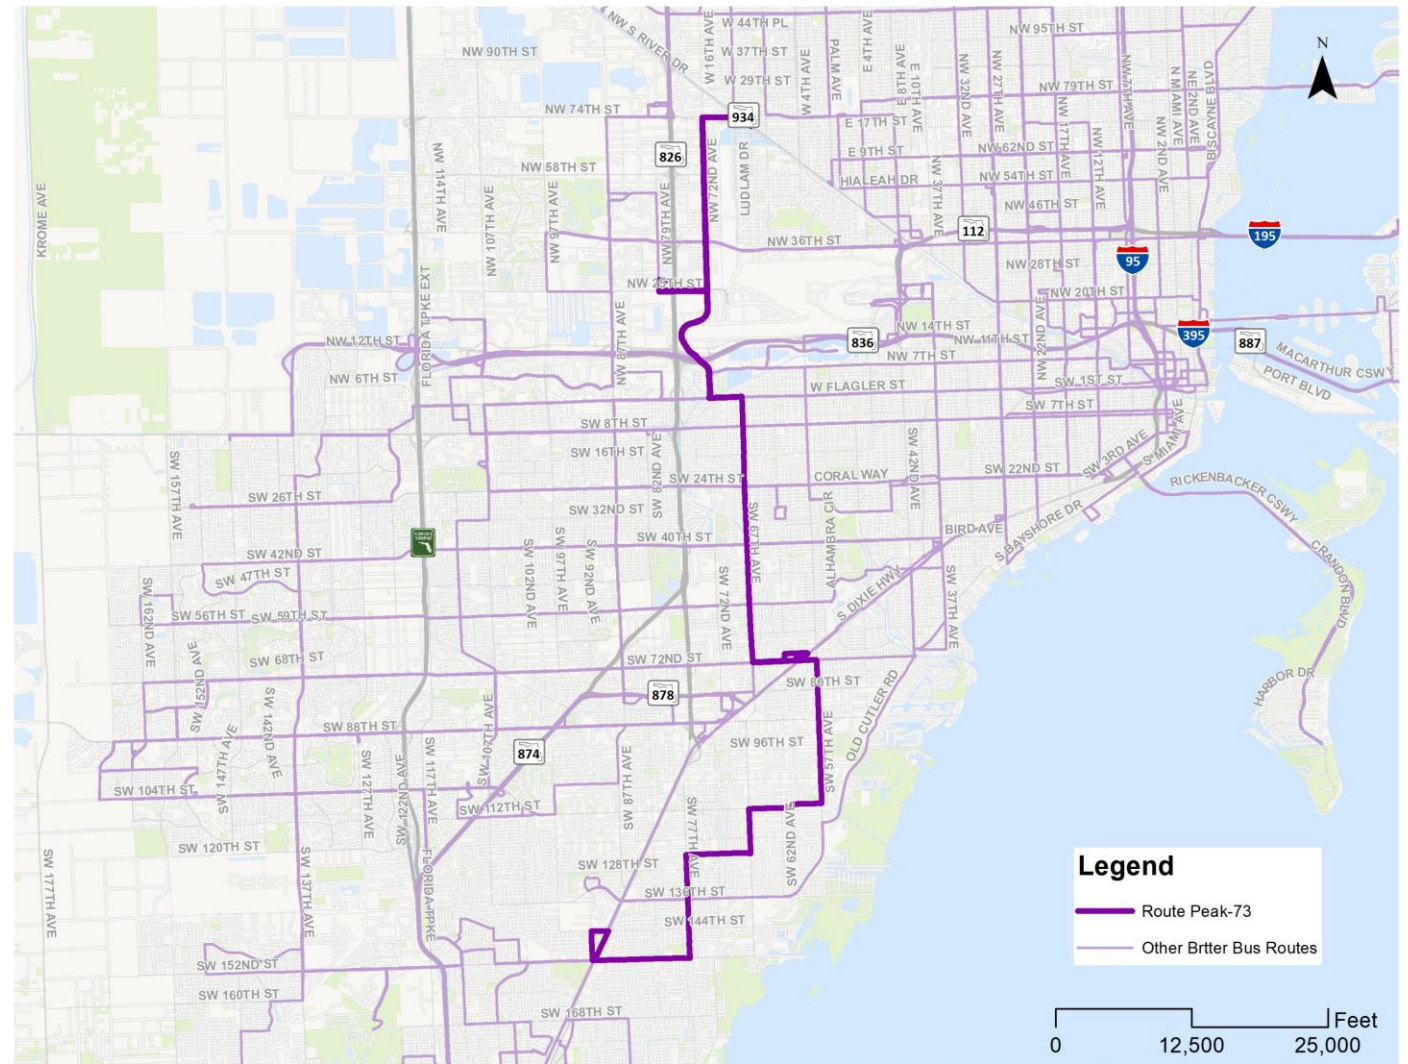 W 44TH PL
NW 95TH ST
NW S RIVER DR
W 16TH AVE
W 37TH ST
PALM AVE
E 4TH AVE
NW 90TH ST
W 29TH ST
W 4TH AVE
E 8TH AVE
E 10TH AVE
NW 32ND AVE
NW 27TH AVE
NW 79TH ST
NW 7TH AVE
N MIAMI AVE
NE 2ND AVE
BISCAYNE BLVD
N
NW 74TH ST
934
E 17TH ST
NW 17TH AVE
NW 12TH AVE
NW 2ND AVE
826
E 9TH ST
NW 62ND ST
NW 58TH ST
NW 114TH AVE
NW 107TH AVE
NW 97TH AVE
NW 79TH AVE
NW 72ND AVE
LUDLAM DR
HIALEAH DR
NW 54TH ST
NW 37TH AVE
NW 46TH ST
KROME AVE
NW 36TH ST
112
195
95
NW 28TH ST
NW 25TH ST
NW 20TH ST
FLORIDA TPKE EXT
NW 87TH AVE
NW 14TH ST
NW 11TH ST
NW 22ND AVE
NW 12TH ST
836
NW 7TH ST
395
887
MACARTHUR CSWY
PORT BLVD
NW 6TH ST
W FLAGLER ST
SW 1ST ST
SW 7TH ST
SW 8TH ST
SW 157TH AVE
SW 16TH ST
SW 82ND AVE
SW 24TH ST
CORAL WAY
SW 42ND AVE
SW 22ND ST
SW 3RD AVE
S MIAMI AVE
RICKENBACKER CSWY
SW 26TH ST
SW 32ND ST
SW 67TH AVE
ALHAMBRA CIR
BIRD AVE
S BAYSHORE DR
SW 42ND ST
SW 40TH ST
SW 47TH ST
SW 102ND AVE
SW 97TH AVE
SW 92ND AVE
SW 72ND AVE
S DIXIE HWY
SW 37TH AVE
CRANDON BLVD
SW 162ND AVE
SW 56TH ST
SW 59TH ST
SW 152ND AVE
SW 68TH ST
SW 72ND ST
SW 80TH ST
OLD CUTLER RD
HARBOR DR
SW 142ND AVE
878
SW 147TH AVE
SW 88TH ST
SW 107TH AVE
SW 96TH ST
SW 57TH AVE
874
SW 127TH AVE
SW 122ND AVE
SW 117TH AVE
SW 87TH AVE
SW 104TH ST
SW 112TH ST
SW 77TH AVE
SW 62ND AVE
SW 120TH ST
SW 177TH AVE
SW 137TH AVE
FLORIDA TPKE
SW 128TH ST
SW 136TH ST
SW 144TH ST
SW 152ND ST
SW 160TH ST
SW 168TH ST
Legend
Route Peak-73
Other Brtter Bus Routes
Feet
0
12,500
25,000